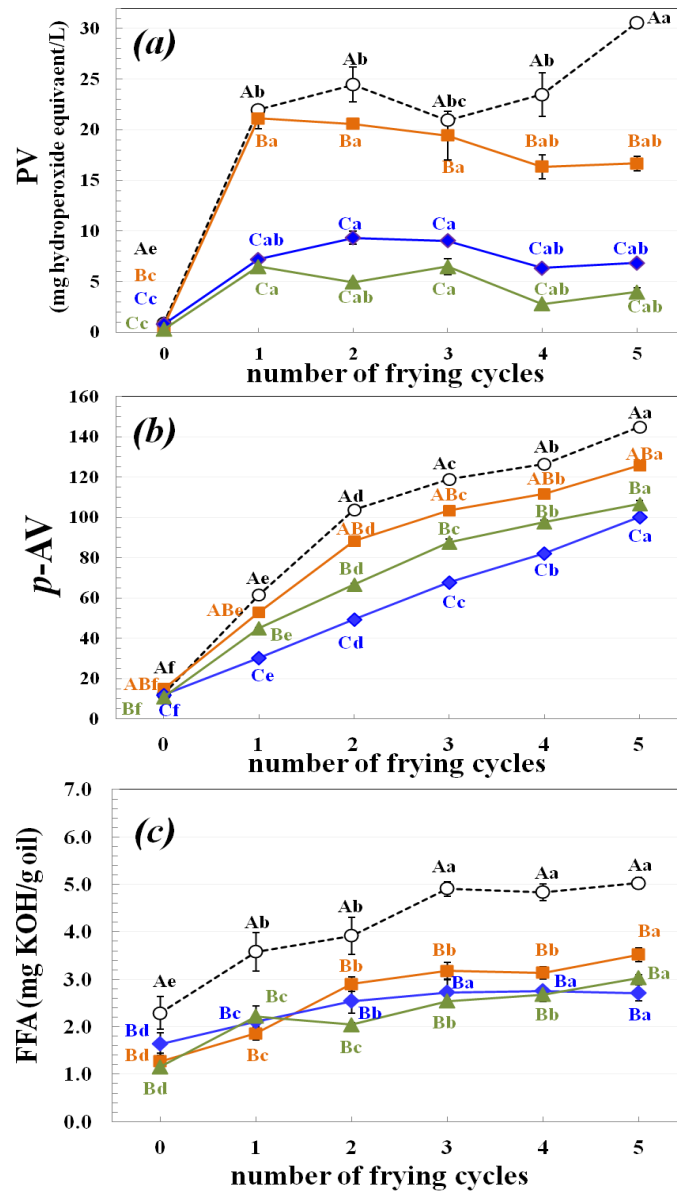 (a)
PV
(mg hydroperoxide equivaent/L)
30
25
20
15
10
5
0
Aa
Ab
Ab
Abc
Ab
Ba
Ba
Ba
Bab
Bab
Ae
Bc
Cc
Cc
Cab
Ca
Ca
Cab
Cab
Ca
Cab
Ca
Cab
Cab
0 1 2 3 4 5
number of frying cycles
(b)
p-AV
160
140
120
100
80
60
40
20
0
Aa
Ab
Ac
Ad
Ae
Af
ABa
ABb
ABc
ABd
ABe
ABf
Ba
Bb
Bc
Bd
Be
Bf
Ca
Cb
Cc
Cd
Ce
Cf
0 1 2 3 4 5
number of frying cycles
(c)
FFA (mg KOH/g oil)
7.0
6.0
5.0
4.0
3.0
2.0
1.0
0.0
Ae
Ab
Ab
Aa
Aa
Aa
Bd
Bd
Bd
Bc
Bc
Bc
Bb
Bb
Bc
Bb
Ba
Bb
Bb
Ba
Bb
Ba
Ba
Ba
0 1 2 3 4 5
number of frying cycles